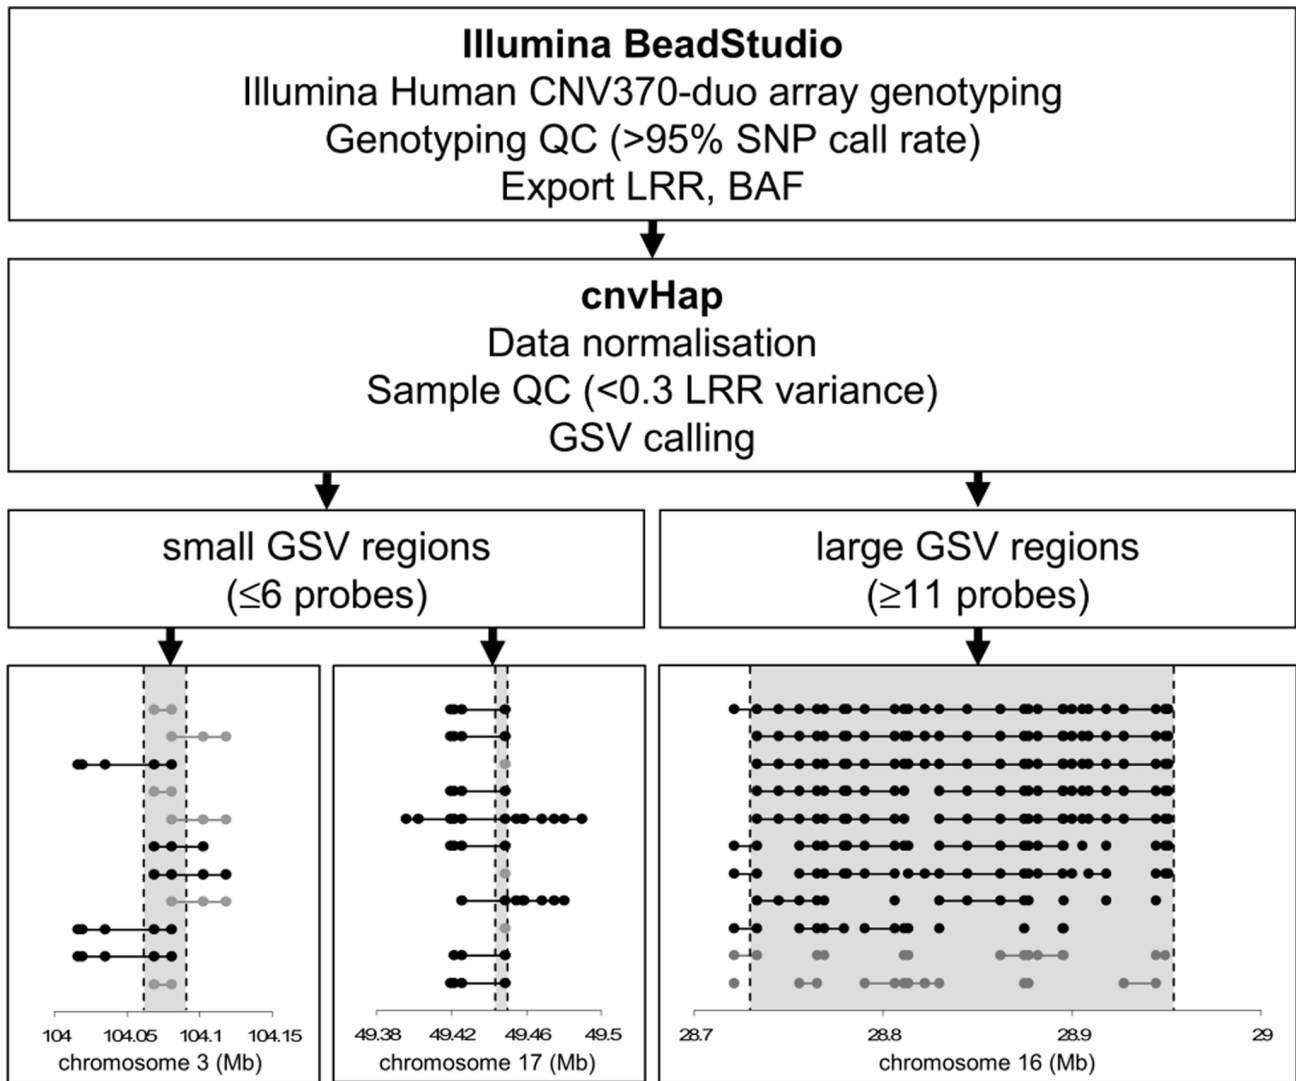 Illumina BeadStudio
Illumina Human CNV370-duo array genotyping
Genotyping QC (>95% SNP call rate)
Export LRR, BAF
cnvHap
Data normalisation
Sample QC (<0.3 LRR variance)
GSV calling
small GSV regions
(≤6 probes)
large GSV regions
(≥11 probes)
104 104.05 104.1 104.15
chromosome 3 (Mb)
49.38 49.42 49.46 49.5
chromosome 17 (Mb)
28.7 28.8 28.9 29
chromosome 16 (Mb)